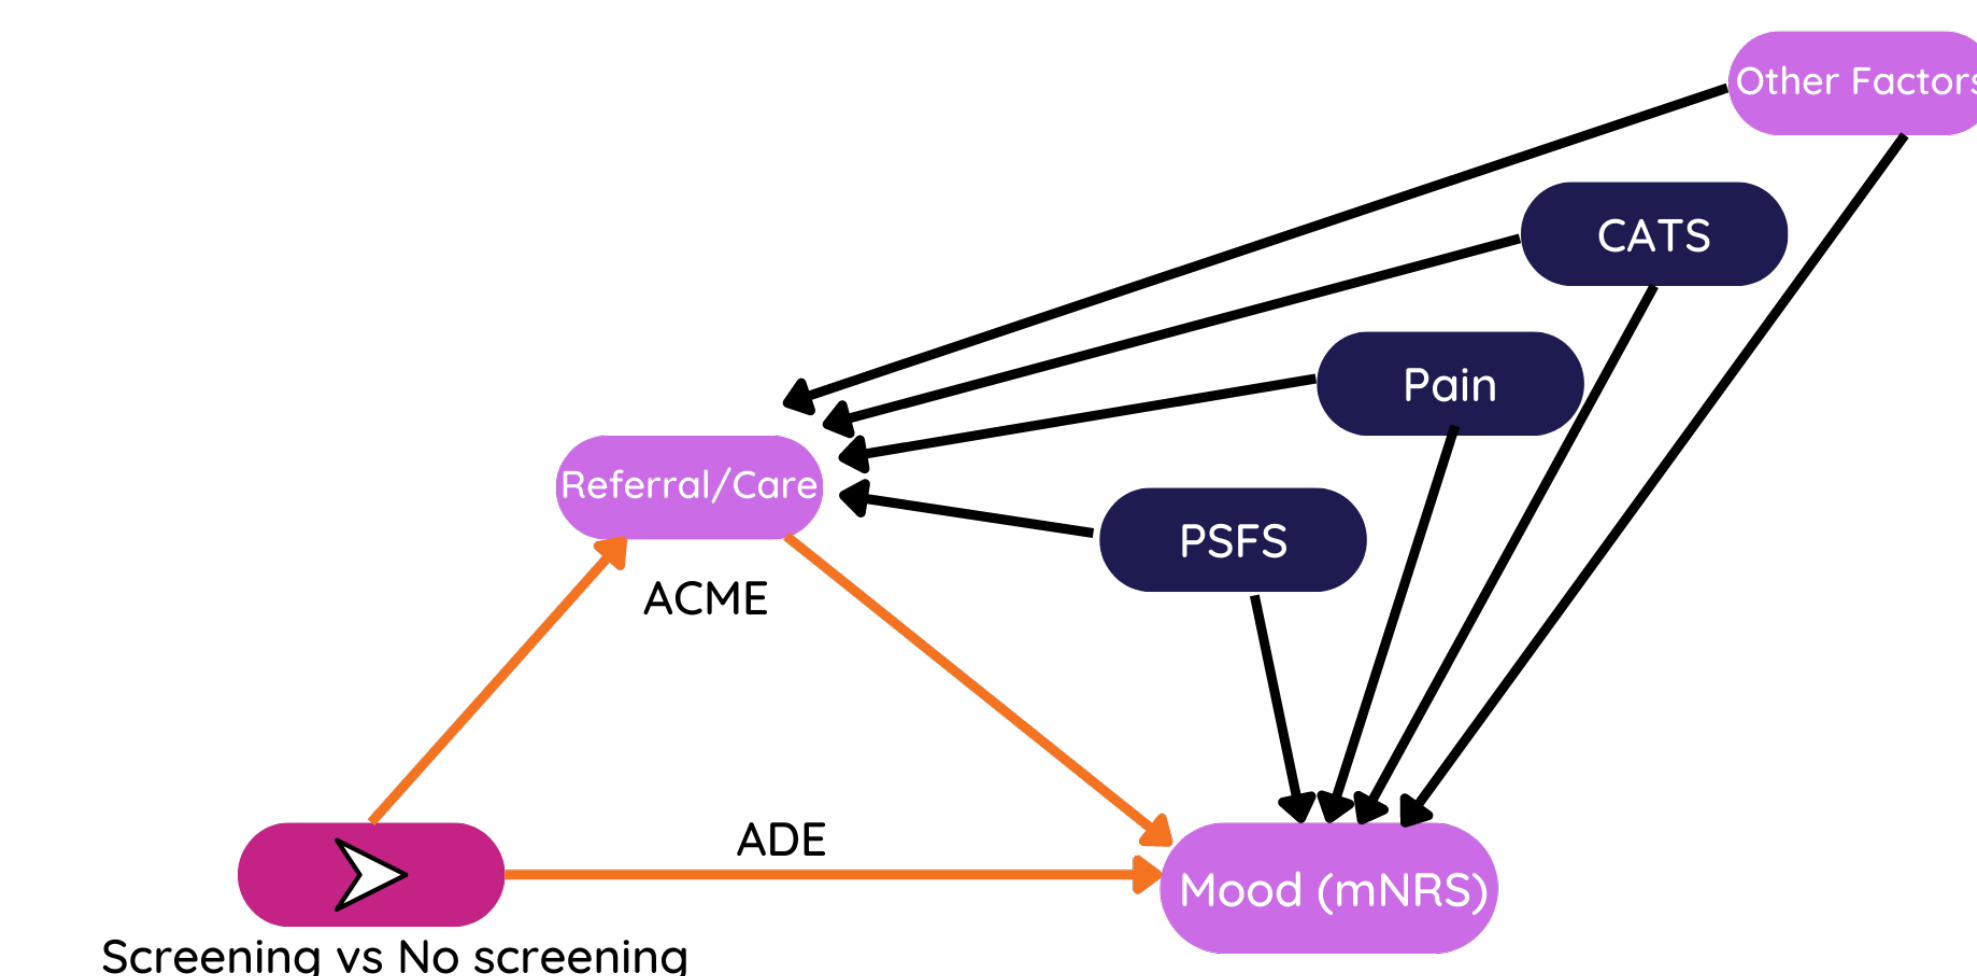 Other Factors
CATS
Pain
Referral/Care
PSFS
ACME
ADE
Mood (mNRS)
Screening vs No screening